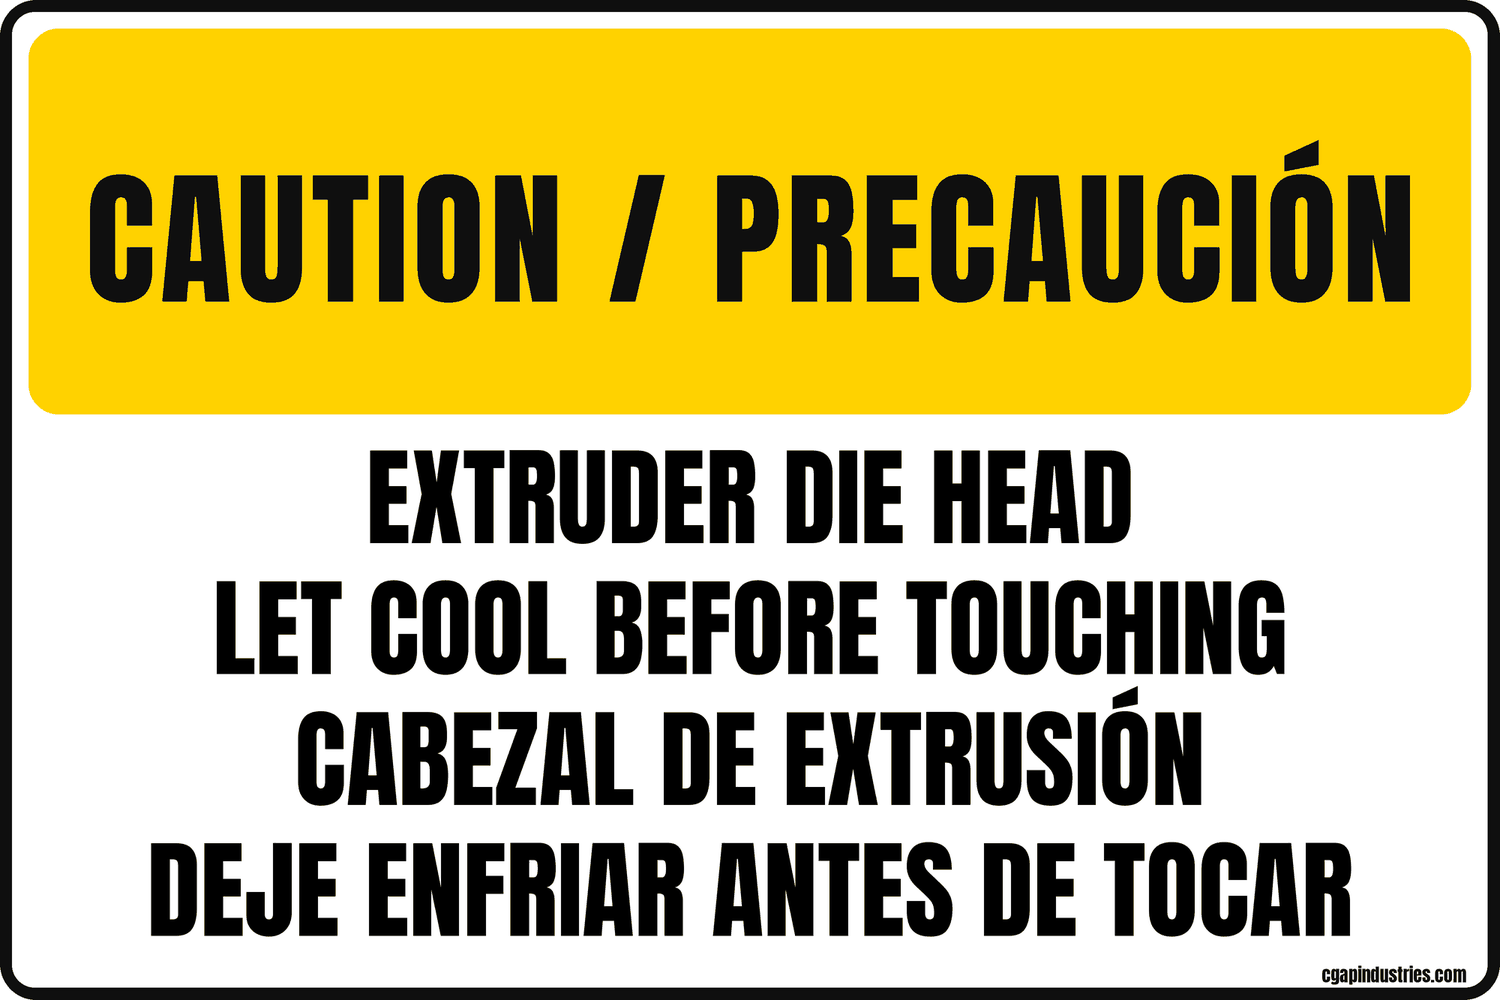 CAUTION / PRECAUCIÓN
EXTRUDER DIE HEAD
LET COOL BEFORE TOUCHING
CABEZAL DE EXTRUSIÓN
DEJE ENFRIAR ANTES DE TOCAR
cgapindustries.com